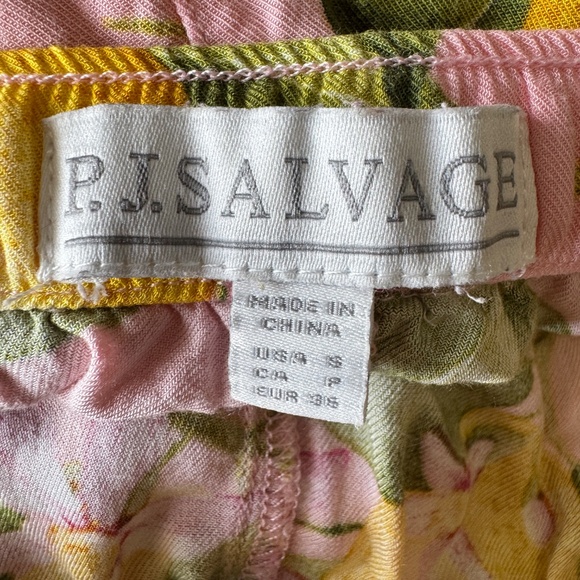 P.J.SALVAGE
MADE IN
CHINA
USA S
CA P
EUR 36